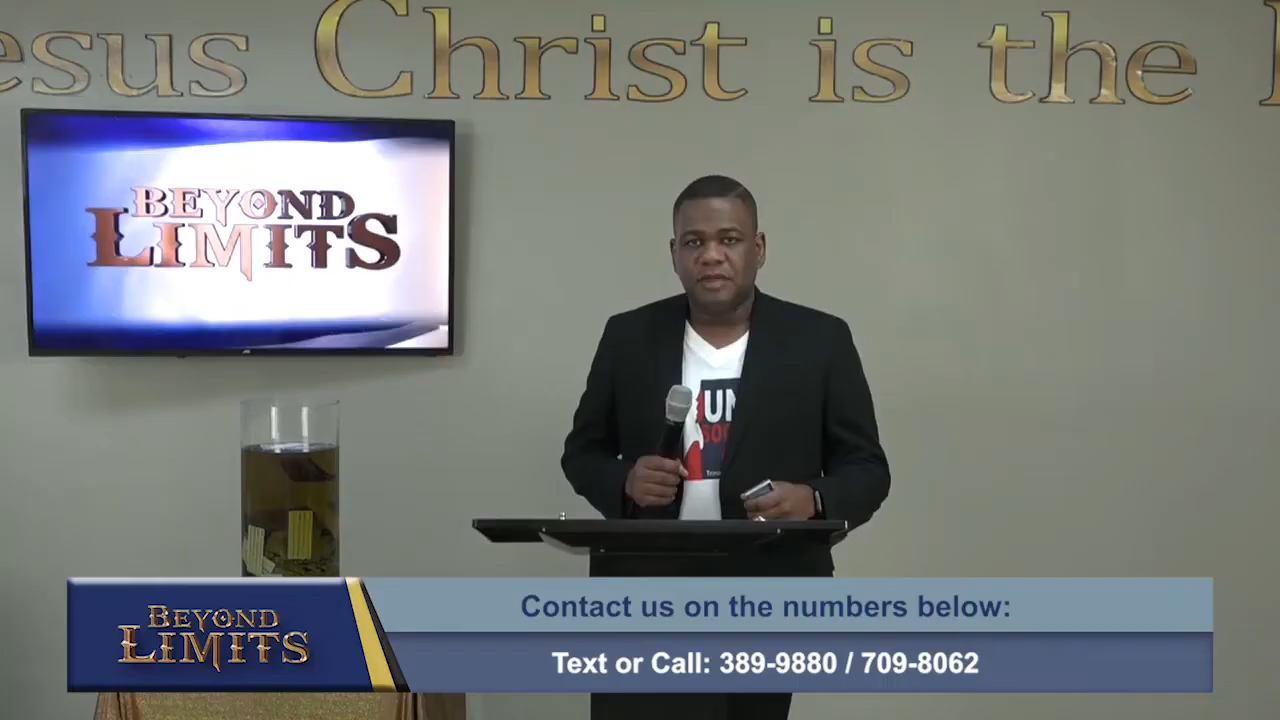 esus Christ is the
BEYOND
LIMITS
BEYOND
LIMITS
Contact us on the numbers below:
Text or Call: 389-9880 / 709-8062